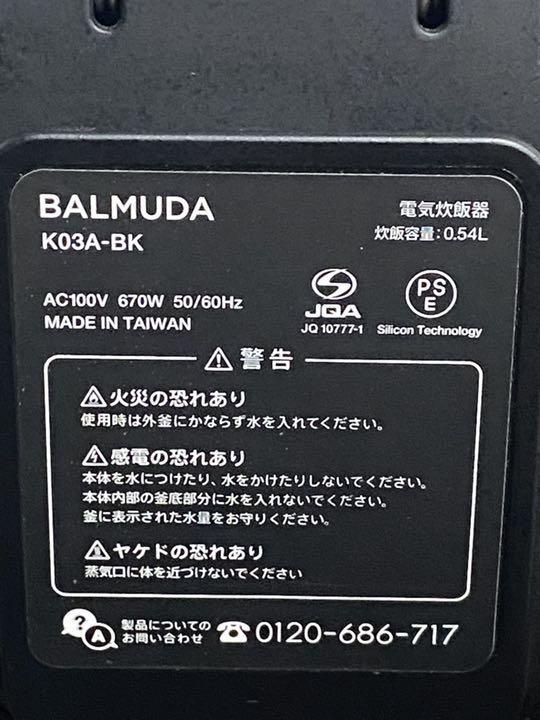 BALMUDA
電気炊飯器
K03A-BK
炊飯容量:0.54L
AC100V 670W 50/60Hz
MADE IN TAIWAN
JQA
JQ 10777-1
PS
E
Silicon Technology
警告
火災の恐れあり
使用時は外釜にかならず水を入れてください。
感電の恐れあり
本体を水につけたり、水をかけたりしないでください。
本体内部の釜底部分に水を入れないでください。
釜に表示された水量をお守りください。
ヤケドの恐れあり
蒸気口に体を近づけないでください
? A
製品についての
お問い合わせ
☎0120-686-717